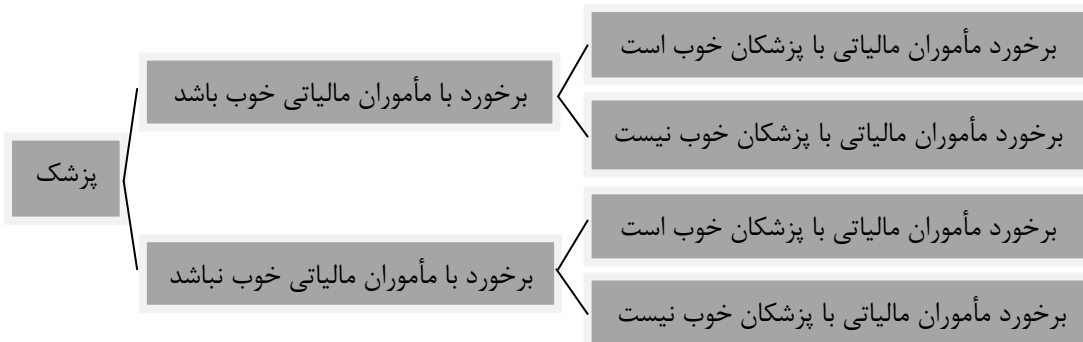 پزشک
برخورد با مأموران مالیاتی خوب باشد
برخورد مأموران مالیاتی با پزشکان خوب است
برخورد مأموران مالیاتی با پزشکان خوب نیست
برخورد با مأموران مالیاتی خوب نباشد
برخورد مأموران مالیاتی با پزشکان خوب است
برخورد مأموران مالیاتی با پزشکان خوب نیست